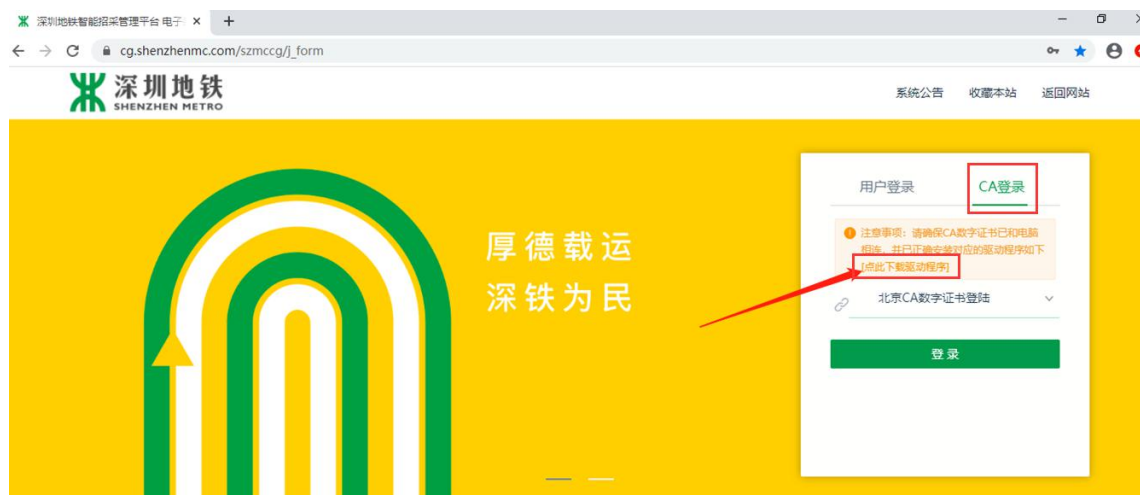 深圳地铁智能招采管理平台 电子
cg.shenzhenmc.com/szmccg/j_form
深圳地铁
SHENZHEN METRO
系统公告 收藏本站 返回网站
用户登录 CA登录
注意事项：请确保CA数字证书已和电脑
相连，并已正确安装对应的驱动程序如下
[点此下载驱动程序]
厚德载运
深铁为民
北京CA数字证书登陆
登 录